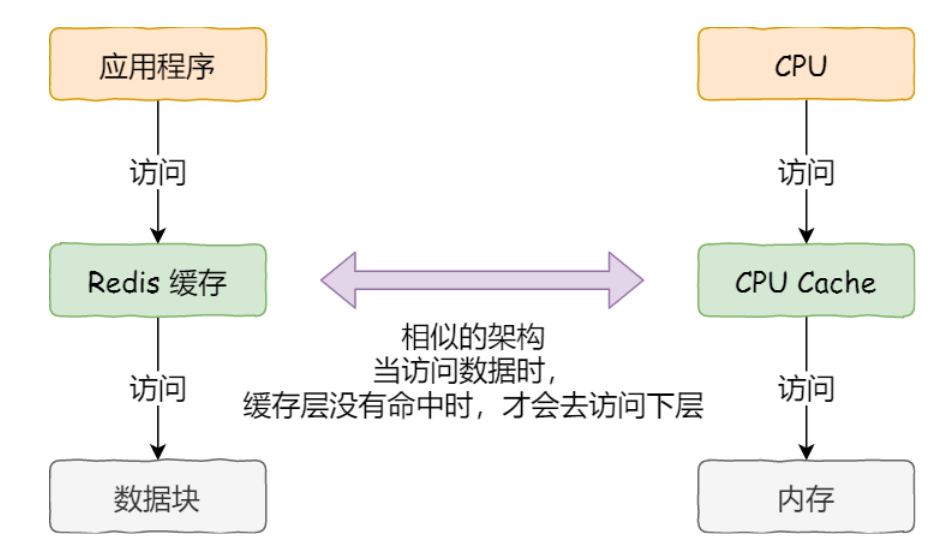 应用程序
CPU
访问
访问
Redis 缓存
CPU Cache
相似的架构
当访问数据时，
缓存层没有命中时，才会去访问下层
访问
访问
数据块
内存